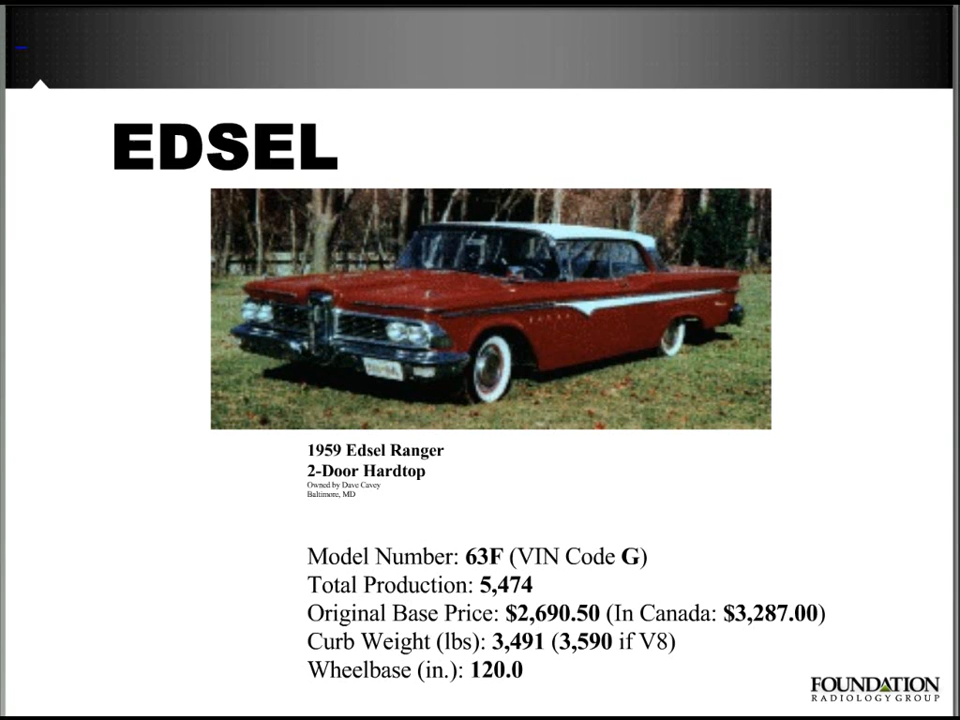 EDSEL
1959 Edsel Ranger
2-Door Hardtop
Owned by Dave Cavey
Baltimore, MD
Model Number: 63F (VIN Code G)
Total Production: 5,474
Original Base Price: $2,690.50 (In Canada: $3,287.00)
Curb Weight (lbs): 3,491 (3,590 if V8)
Wheelbase (in.): 120.0
FOUNDATION
RADIOLOGY GROUP